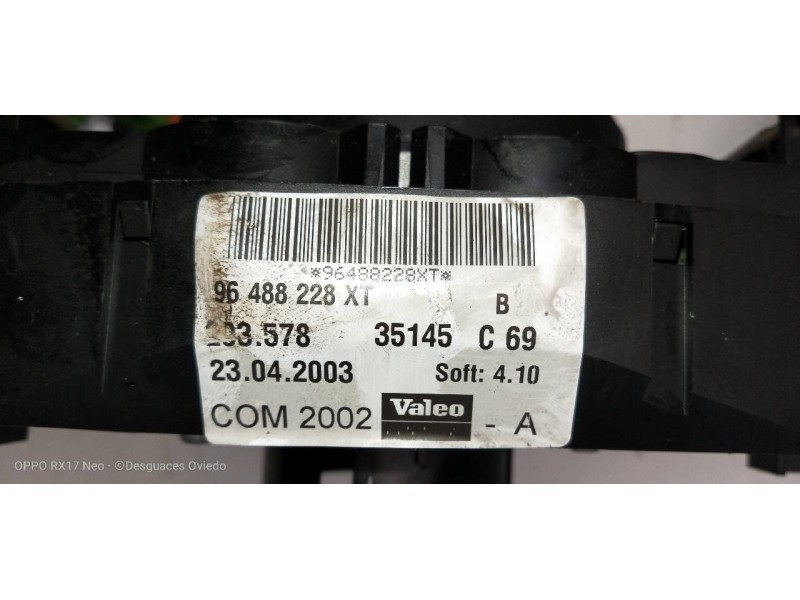 *96488228XT*
96 488 228 XT B
35145 C 69
23.04.2003 Soft: 4.10
COM 2002 Valeo - A
OPPO RX17 Neo · ©Desguaces Oviedo